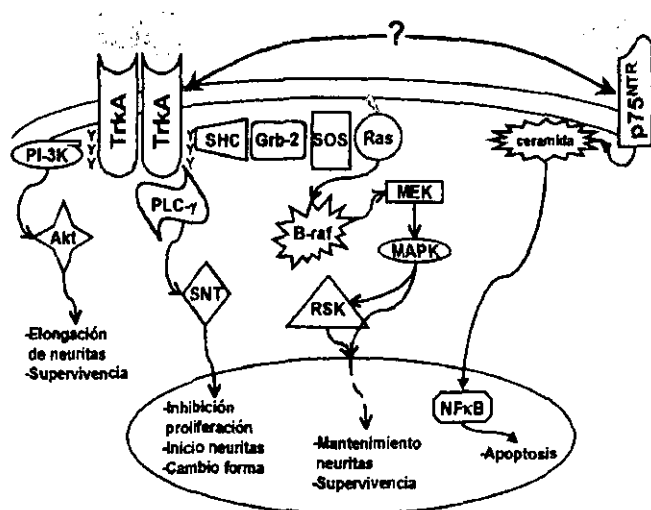 ?
TrkA
TrkA
p75NTR
SHC
Grb-2
SOS
Ras
ceramida
PI-3K
Y
Y
Y
Y
Y
Y
PLC-γ
MEK
B-raf
Akt
MAPK
SNT
RSK
-Elongación
de neuritas
-Supervivencia
NFκB
-Inhibición
proliferación
-Inicio neuritas
-Cambio forma
-Mantenimiento
neuritas
-Supervivencia
-Apoptosis